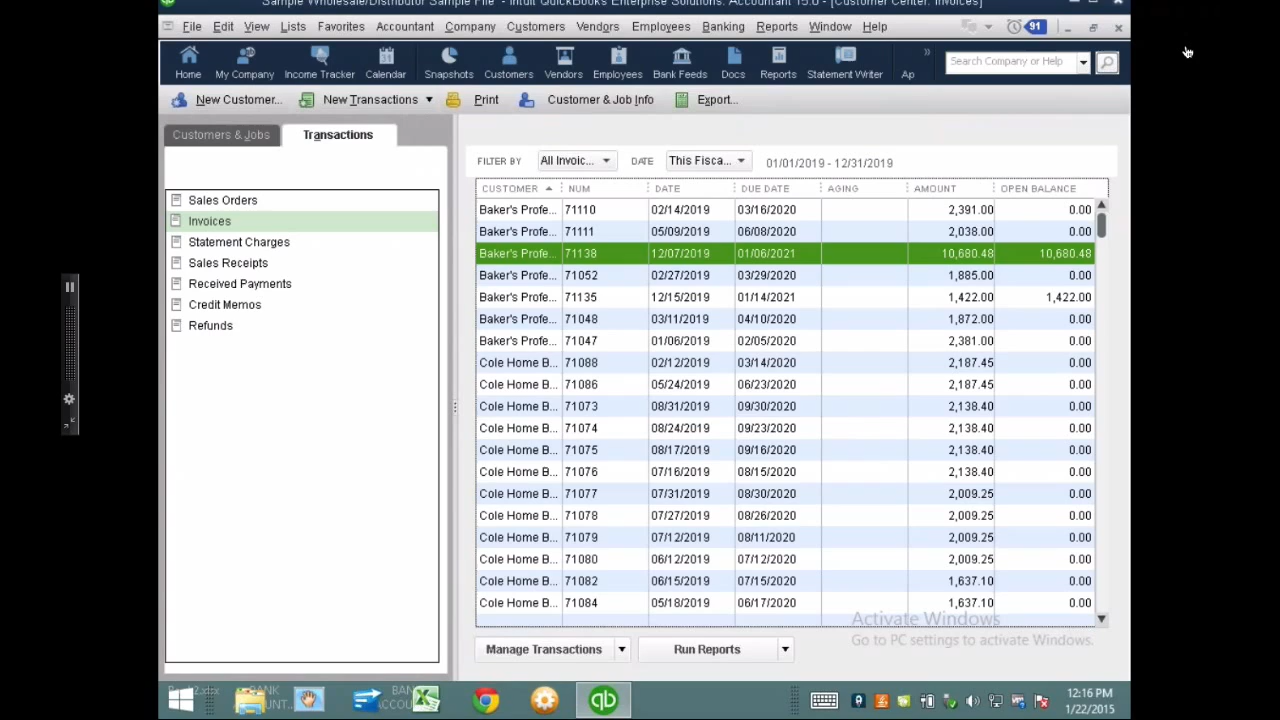 Sample Wholesale/Distributor Sample File - Intuit QuickBooks Enterprise Solutions: Accountant 15.0 - [Customer Center: Invoices]
File Edit View Lists Favorites Accountant Company Customers Vendors Employees Banking Reports Window Help 91
Home My Company Income Tracker Calendar Snapshots Customers Vendors Employees Bank Feeds Docs Reports Statement Writer Ap » Search Company or Help
New Customer... New Transactions Print Customer & Job Info Export...
Customers & Jobs Transactions
FILTER BY All Invoic... DATE This Fisca... 01/01/2019 - 12/31/2019
Sales Orders
Invoices
Statement Charges
Sales Receipts
Received Payments
Credit Memos
Refunds
CUSTOMER NUM DATE DUE DATE AGING AMOUNT OPEN BALANCE
Baker's Profe... 71110 02/14/2019 03/16/2020 2,391.00 0.00
Baker's Profe... 71111 05/09/2019 06/08/2020 2,038.00 0.00
Baker's Profe... 71138 12/07/2019 01/06/2021 10,680.48 10,680.48
Baker's Profe... 71052 02/27/2019 03/29/2020 1,885.00 0.00
Baker's Profe... 71135 12/15/2019 01/14/2021 1,422.00 1,422.00
Baker's Profe... 71048 03/11/2019 04/10/2020 1,872.00 0.00
Baker's Profe... 71047 01/06/2019 02/05/2020 2,381.00 0.00
Cole Home B... 71088 02/12/2019 03/14/2020 2,187.45 0.00
Cole Home B... 71086 05/24/2019 06/23/2020 2,187.45 0.00
Cole Home B... 71073 08/31/2019 09/30/2020 2,138.40 0.00
Cole Home B... 71074 08/24/2019 09/23/2020 2,138.40 0.00
Cole Home B... 71075 08/17/2019 09/16/2020 2,138.40 0.00
Cole Home B... 71076 07/16/2019 08/15/2020 2,138.40 0.00
Cole Home B... 71077 07/31/2019 08/30/2020 2,009.25 0.00
Cole Home B... 71078 07/27/2019 08/26/2020 2,009.25 0.00
Cole Home B... 71079 07/12/2019 08/11/2020 2,009.25 0.00
Cole Home B... 71080 06/12/2019 07/12/2020 2,009.25 0.00
Cole Home B... 71082 06/15/2019 07/15/2020 1,637.10 0.00
Cole Home B... 71084 05/18/2019 06/17/2020 1,637.10 0.00
Activate Windows
Go to PC settings to activate Windows.
Manage Transactions Run Reports
qb
12:16 PM
1/22/2015